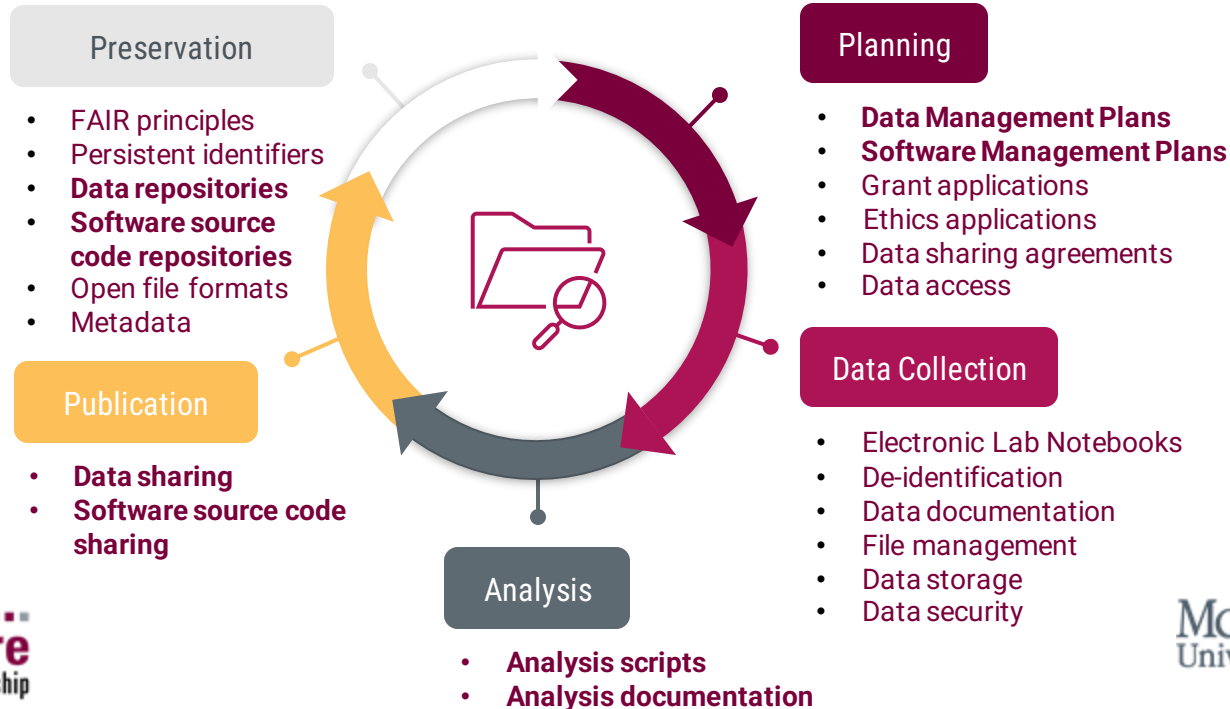 Preservation
• FAIR principles
• Persistent identifiers
• Data repositories
• Software source
code repositories
• Open file formats
• Metadata
Planning
• Data Management Plans
• Software Management Plans
• Grant applications
• Ethics applications
• Data sharing agreements
• Data access
Data Collection
• Electronic Lab Notebooks
• De-identification
• Data documentation
• File management
• Data storage
• Data security
Analysis
• Analysis scripts
• Analysis documentation
Publication
• Data sharing
• Software source code
sharing